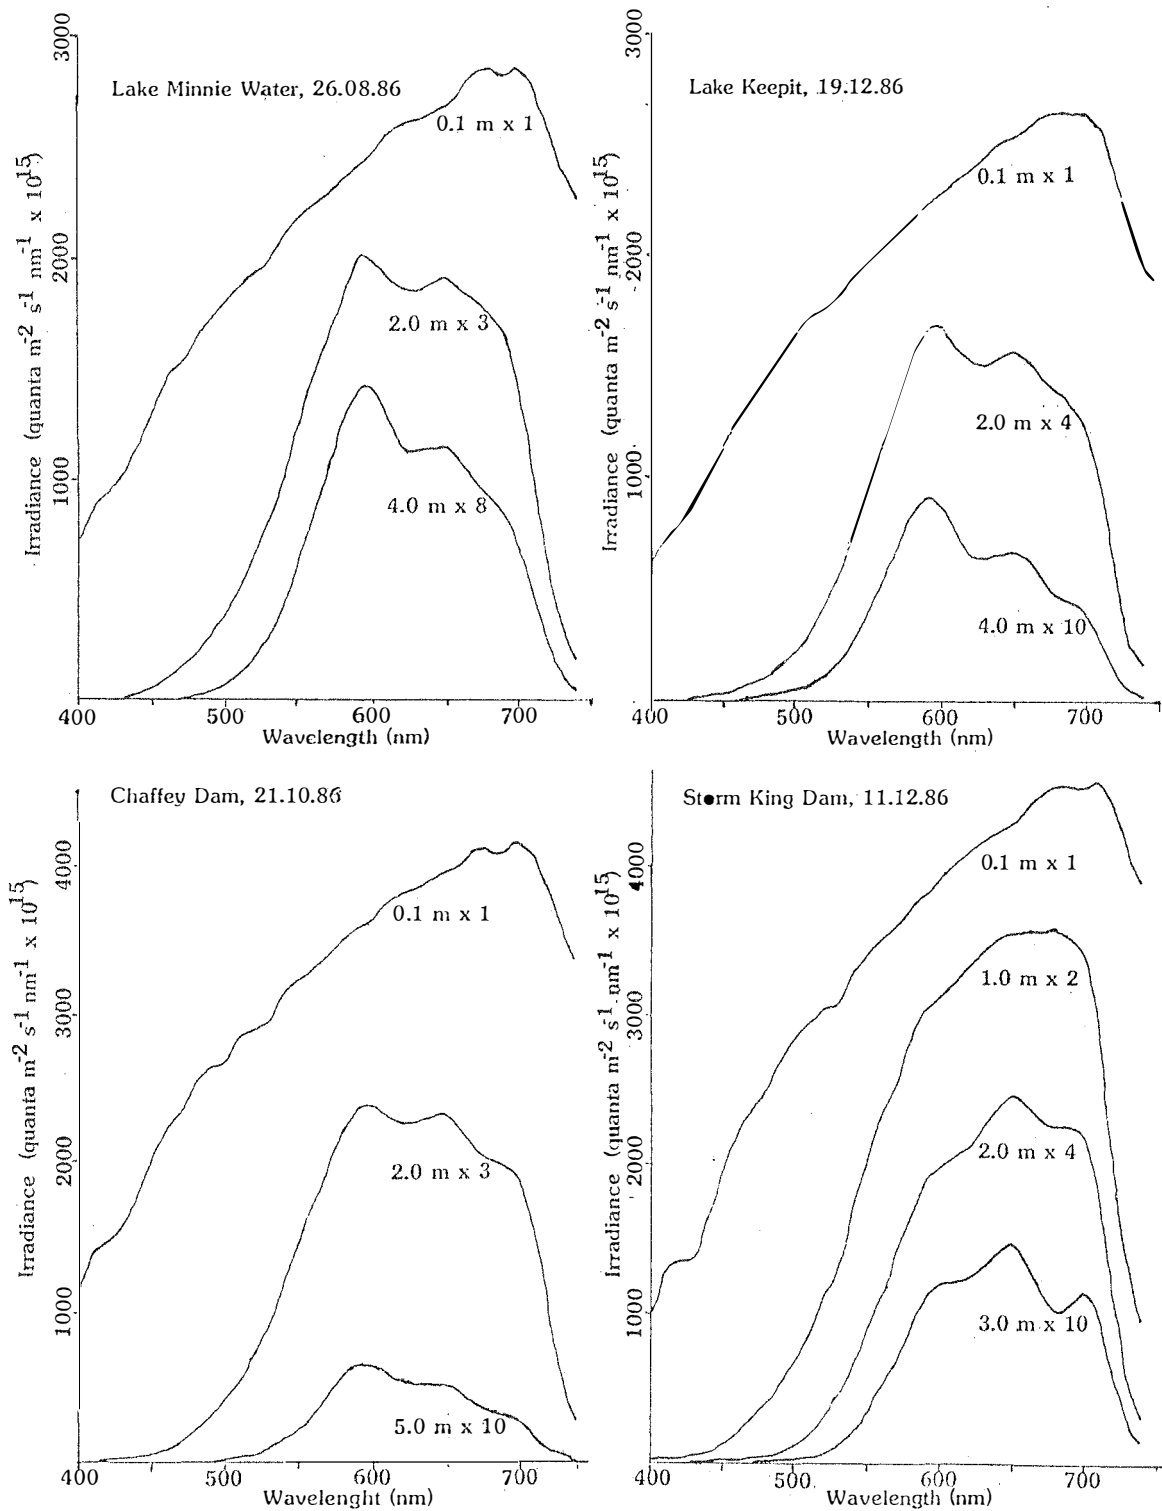 Lake Minnie Water, 26.08.86
3000
2000
1000
Irradiance (quanta m-2 s-1 nm-1 x 1015)
0.1 m x 1
2.0 m x 3
4.0 m x 8
400 500 600 700
Wavelength (nm)
Lake Keepit, 19.12.86
3000
2000
1000
Irradiance (quanta m-2 s-1 nm-1 x 1015)
0.1 m x 1
2.0 m x 4
4.0 m x 10
400 500 600 700
Wavelength (nm)
Chaffey Dam, 21.10.86
4000
3000
2000
1000
Irradiance (quanta m-2 s-1 nm-1 x 1015)
0.1 m x 1
2.0 m x 3
5.0 m x 10
400 500 600 700
Wavelenght (nm)
Storm King Dam, 11.12.86
4000
3000
2000
1000
Irradiance (quanta m-2 s-1 nm-1 x 1015)
0.1 m x 1
1.0 m x 2
2.0 m x 4
3.0 m x 10
400 500 600 700
Wavelength (nm)